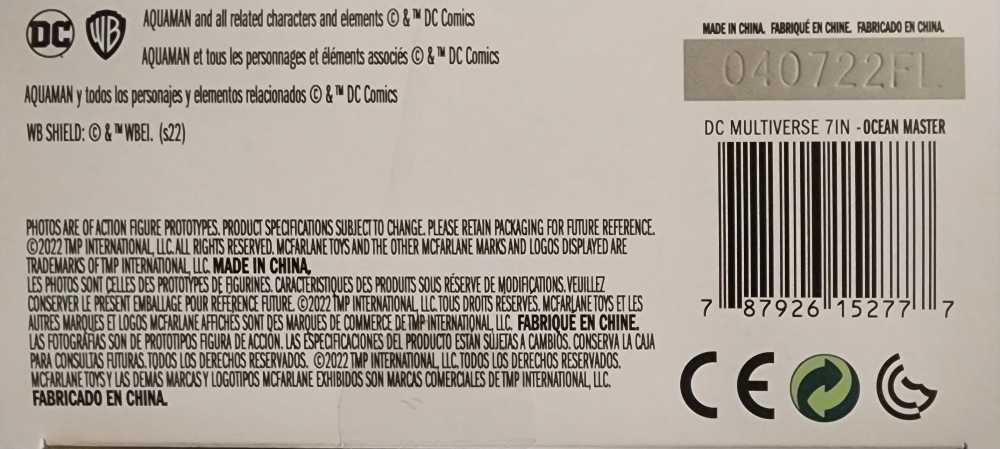 DC WB AQUAMAN and all related characters and elements © & ™ DC Comics
AQUAMAN et tous les personnages et éléments associés © & ™ DC Comics
AQUAMAN y todos los personajes y elementos relacionados © & ™ DC Comics
WB SHIELD: © & ™ WBEI. (s22)
MADE IN CHINA. FABRIQUÉ EN CHINE. FABRICADO EN CHINA.
040722FL
DC MULTIVERSE 7IN - OCEAN MASTER
7 87926 15277 7
CE
PHOTOS ARE OF ACTION FIGURE PROTOTYPES. PRODUCT SPECIFICATIONS SUBJECT TO CHANGE. PLEASE RETAIN PACKAGING FOR FUTURE REFERENCE.
©2022 TMP INTERNATIONAL, LLC. ALL RIGHTS RESERVED. MCFARLANE TOYS AND THE OTHER MCFARLANE MARKS AND LOGOS DISPLAYED ARE
TRADEMARKS OF TMP INTERNATIONAL, LLC. MADE IN CHINA.
LES PHOTOS SONT CELLES DES PROTOTYPES DE FIGURINES. CARACTÉRISTIQUES DES PRODUITS SOUS RÉSERVE DE MODIFICATIONS. VEUILLEZ
CONSERVER LE PRÉSENT EMBALLAGE POUR RÉFÉRENCE FUTURE. ©2022 TMP INTERNATIONAL, LLC. TOUS DROITS RÉSERVÉS. MCFARLANE TOYS ET LES
AUTRES MARQUES ET LOGOS MCFARLANE AFFICHÉS SONT DES MARQUES DE COMMERCE DE TMP INTERNATIONAL, LLC. FABRIQUÉ EN CHINE.
LAS FOTOGRAFÍAS SON DE PROTOTIPOS FIGURA DE ACCIÓN. LAS ESPECIFICACIONES DEL PRODUCTO ESTÁN SUJETAS A CAMBIOS. CONSERVA LA CAJA
PARA CONSULTAS FUTURAS. TODOS LOS DERECHOS RESERVADOS. ©2022 TMP INTERNATIONAL, LLC. TODOS LOS DERECHOS RESERVADOS.
MCFARLANE TOYS Y LAS DEMÁS MARCAS Y LOGOTIPOS MCFARLANE EXHIBIDOS SON MARCAS COMERCIALES DE TMP INTERNATIONAL, LLC.
FABRICADO EN CHINA.